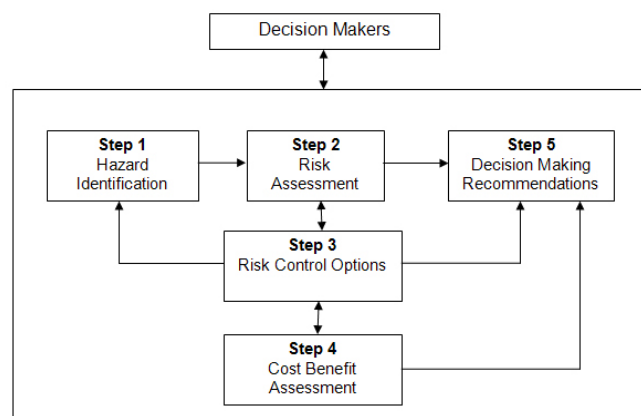 Decision Makers
Step 1
Hazard
Identification
Step 2
Risk
Assessment
Step 5
Decision Making
Recommendations
Step 3
Risk Control Options
Step 4
Cost Benefit
Assessment